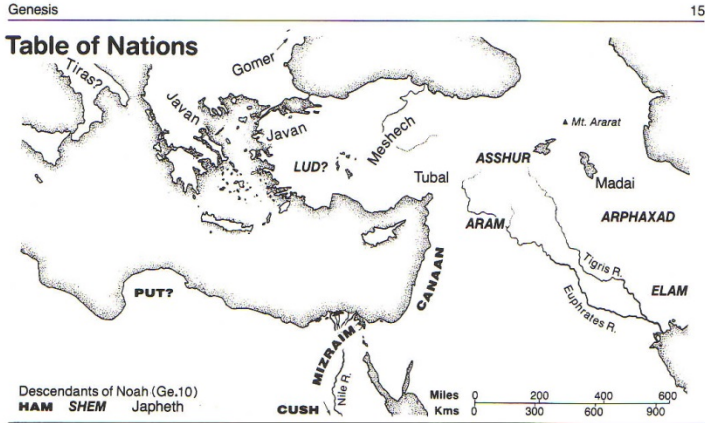 Genesis 15
Table of Nations
Gomer
Tiras?
Javan
Javan
Meshech
Mt. Ararat
LUD?
ASSHUR
Tubal
Madai
ARAM
ARPHAXAD
CANAAN
Tigris R.
PUT?
ELAM
Euphrates R.
MIZRAIM
Nile R.
CUSH
Descendants of Noah (Ge.10)
HAM SHEM Japheth
Miles 0 200 400 600
Kms 0 300 600 900